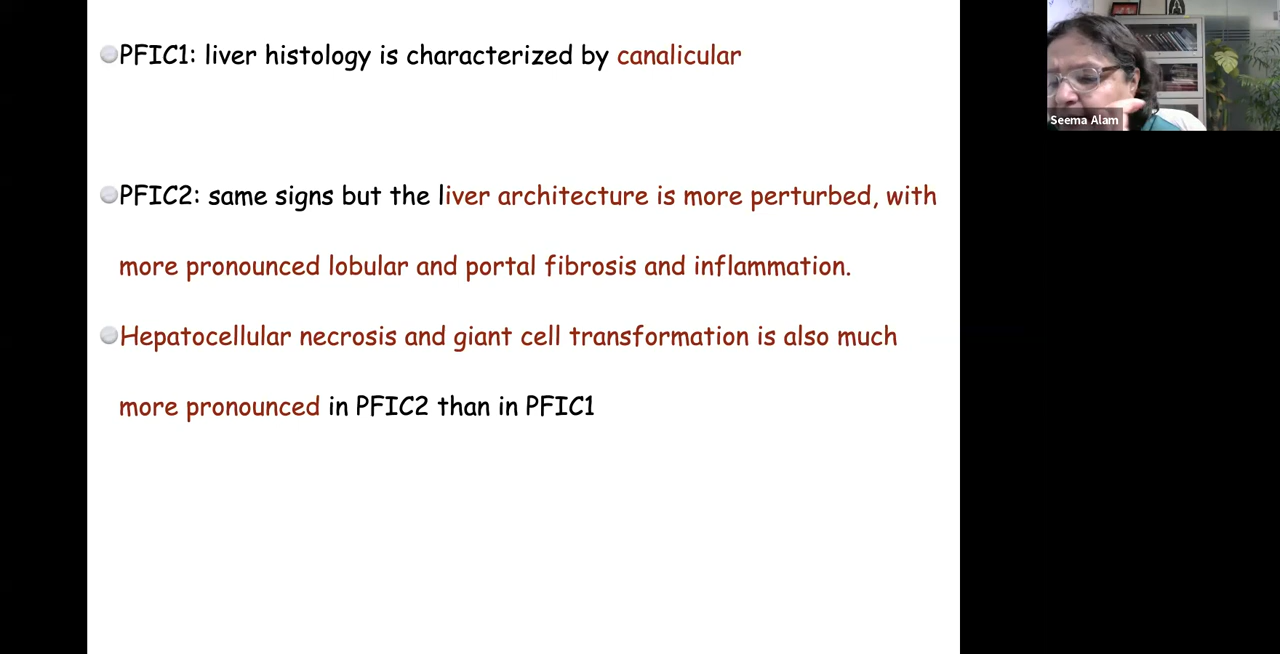 PFIC1: liver histology is characterized by canalicular
PFIC2: same signs but the liver architecture is more perturbed, with
more pronounced lobular and portal fibrosis and inflammation.
Hepatocellular necrosis and giant cell transformation is also much
more pronounced in PFIC2 than in PFIC1
Seema Alam